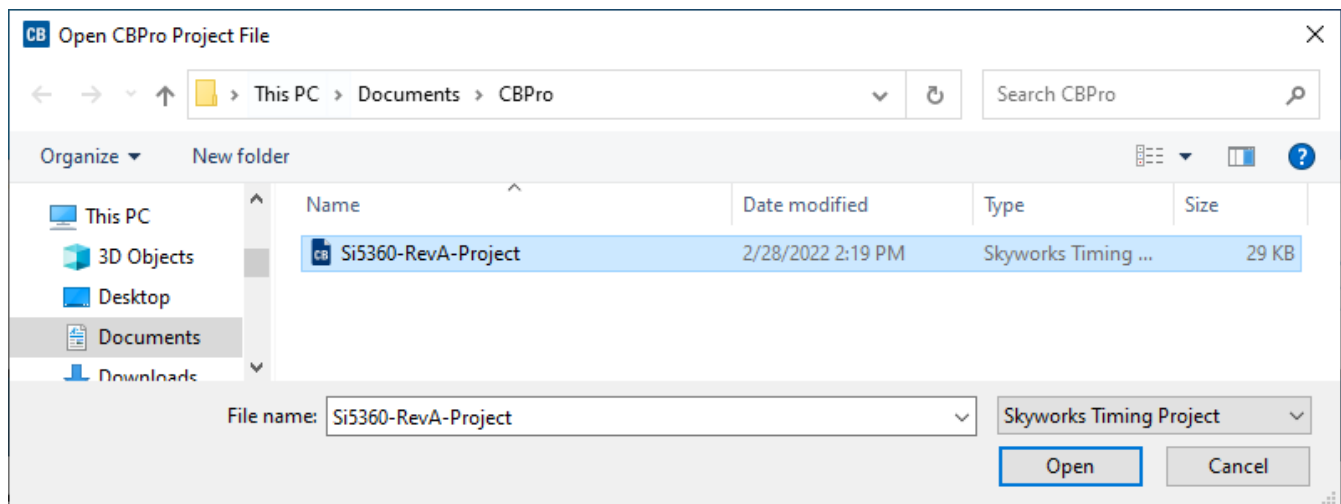 CB Open CBPro Project File
This PC > Documents > CBPro
Search CBPro
Organize
New folder
?
This PC
3D Objects
Desktop
Documents
Downloads
Name Date modified Type Size
CB Si5360-RevA-Project 2/28/2022 2:19 PM Skyworks Timing ... 29 KB
File name: Si5360-RevA-Project
Skyworks Timing Project
Open Cancel